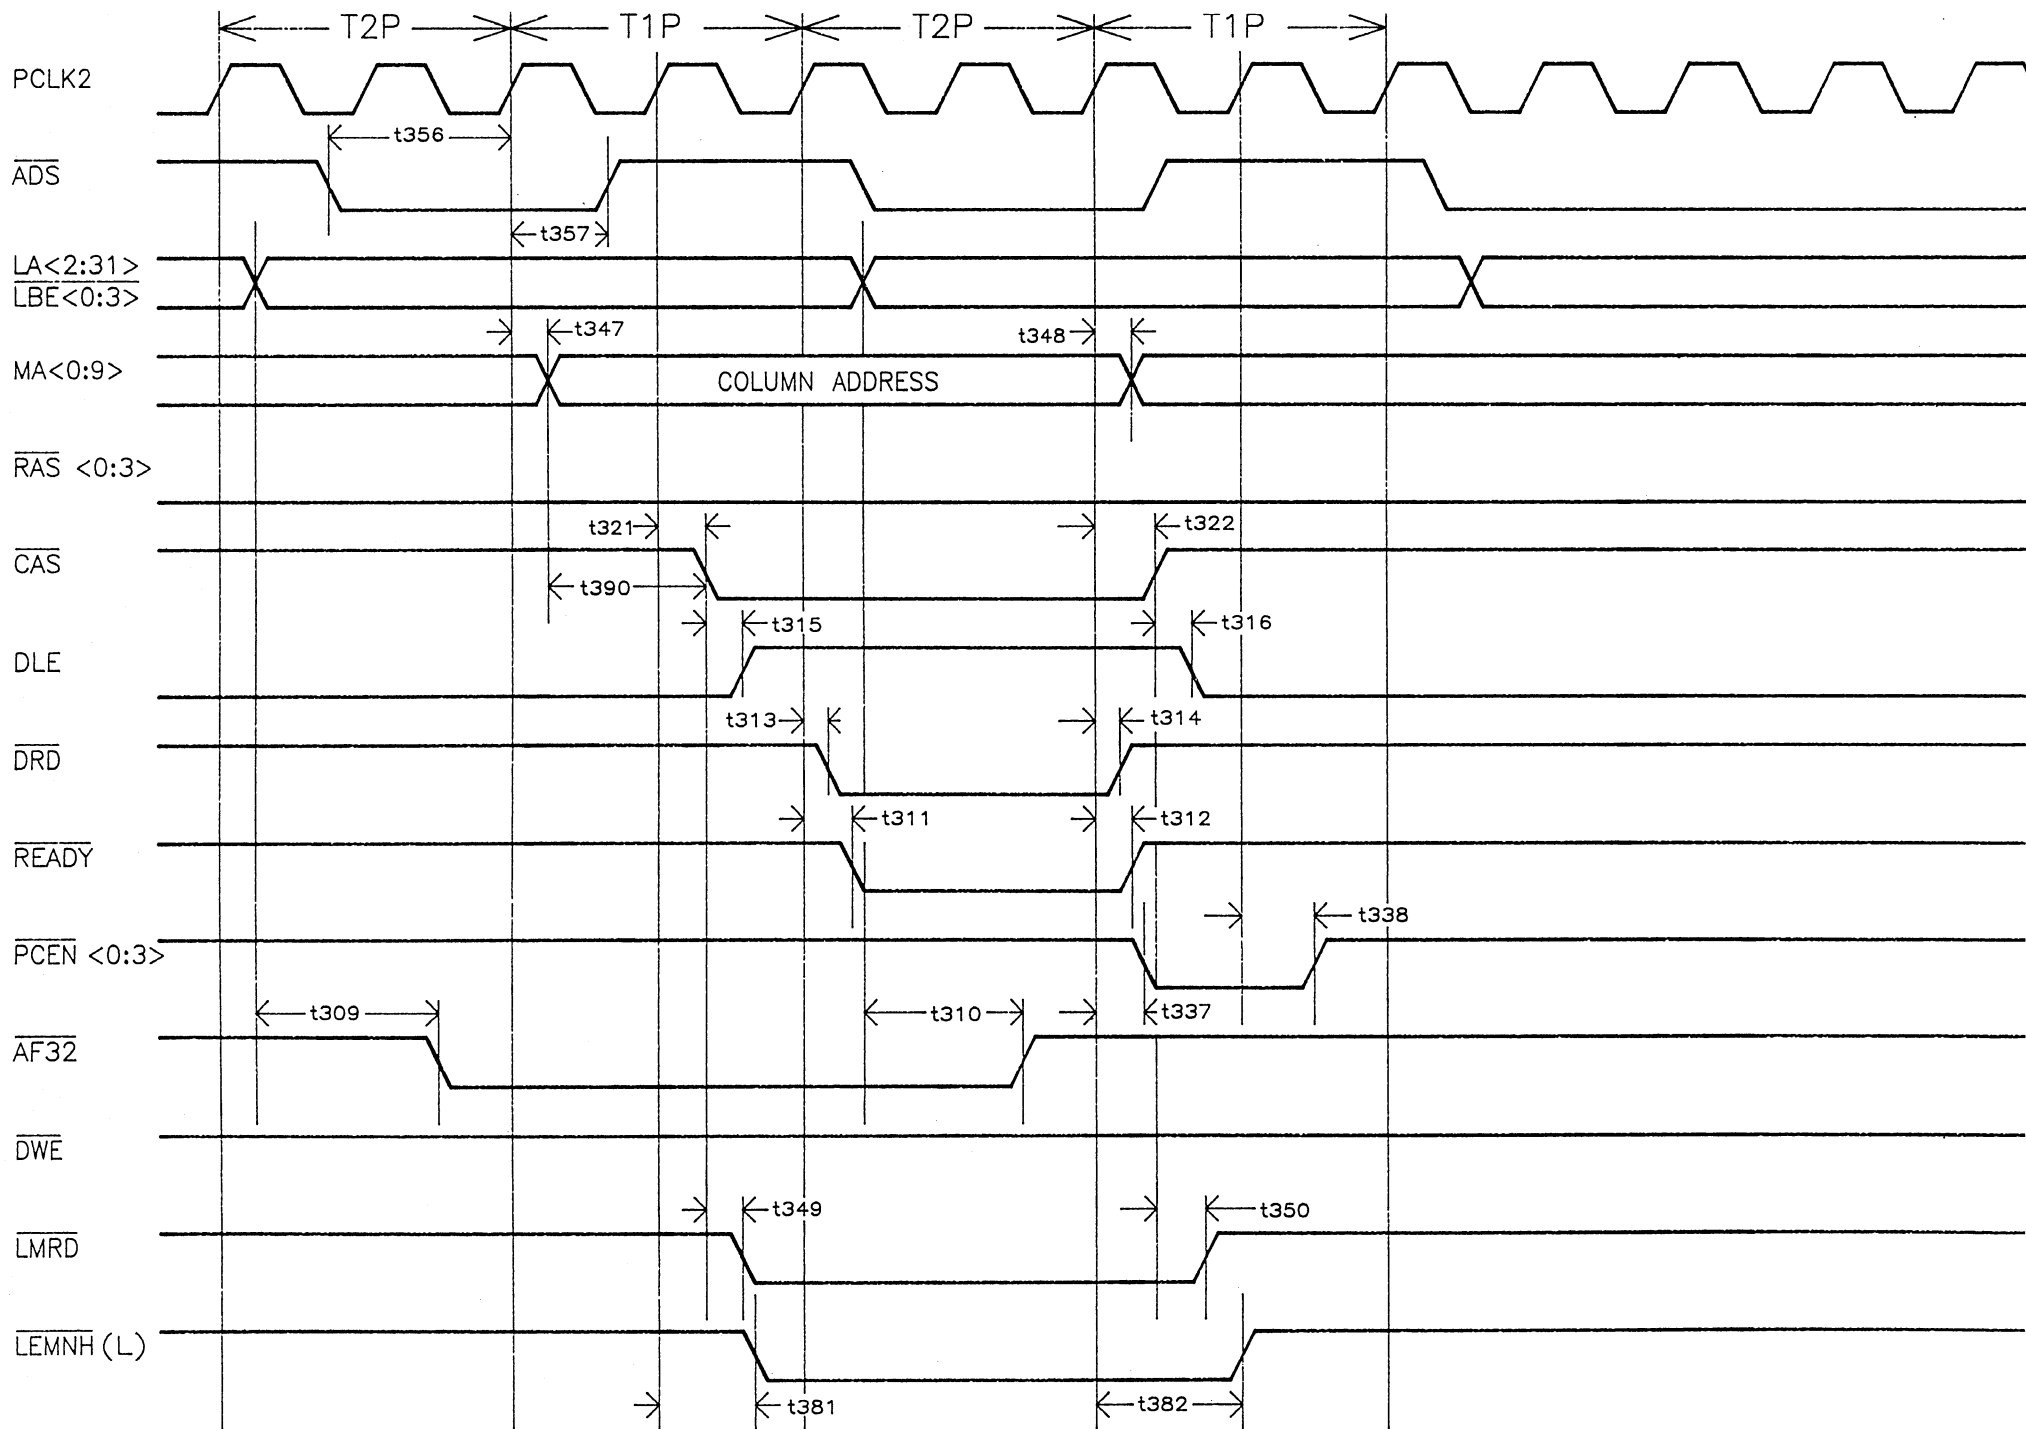 T2P T1P T2P T1P
PCLK2
t356
ADS
t357
LA<2:31>
LBE<0:3>
t347 t348
MA<0:9> COLUMN ADDRESS
RAS <0:3>
t321 t322
CAS
t390
t315 t316
DLE
t313 t314
DRD
t311 t312
READY
t338
PCEN <0:3>
t309 t310 t337
AF32
DWE
t349 t350
LMRD
LEMNH (L)
t381 t382